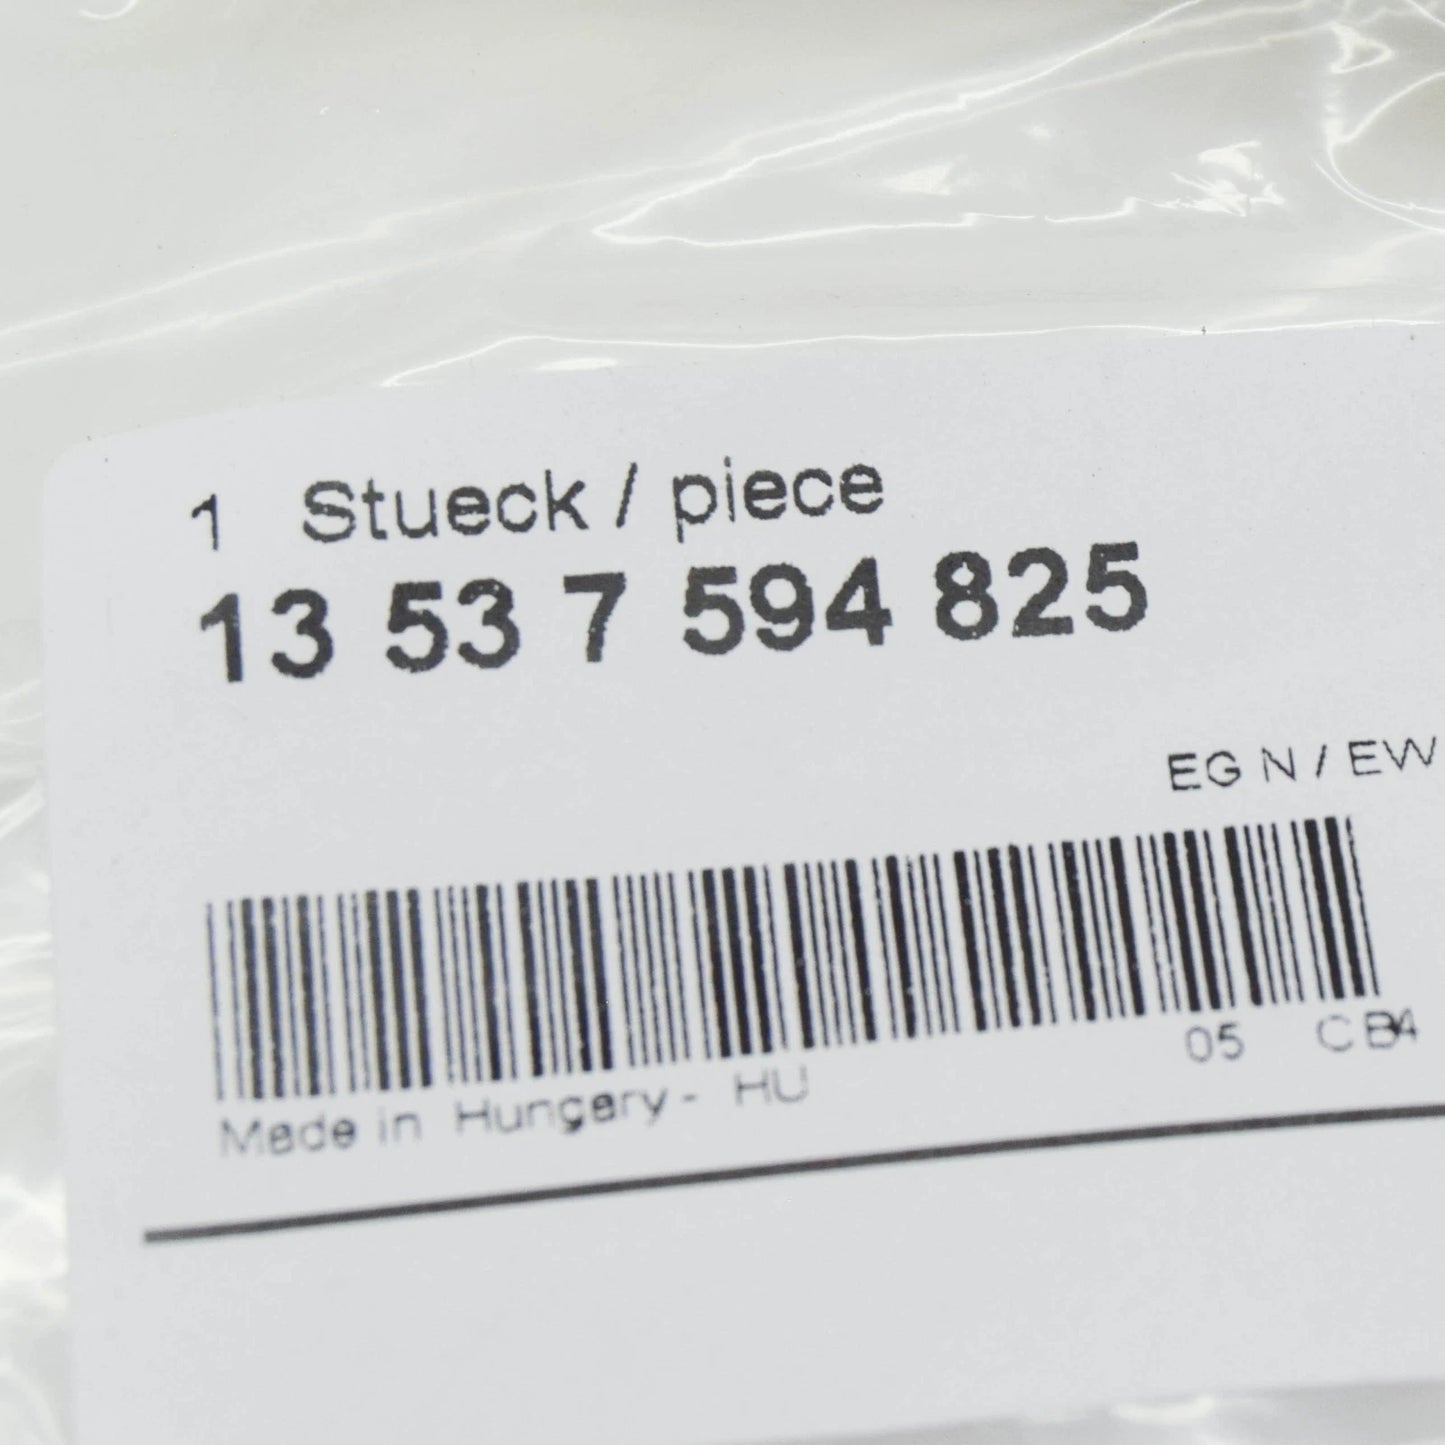 1 Stueck / piece
13 53 7 594 825
EG N / EW
05 CB4
Made in Hungary - HU